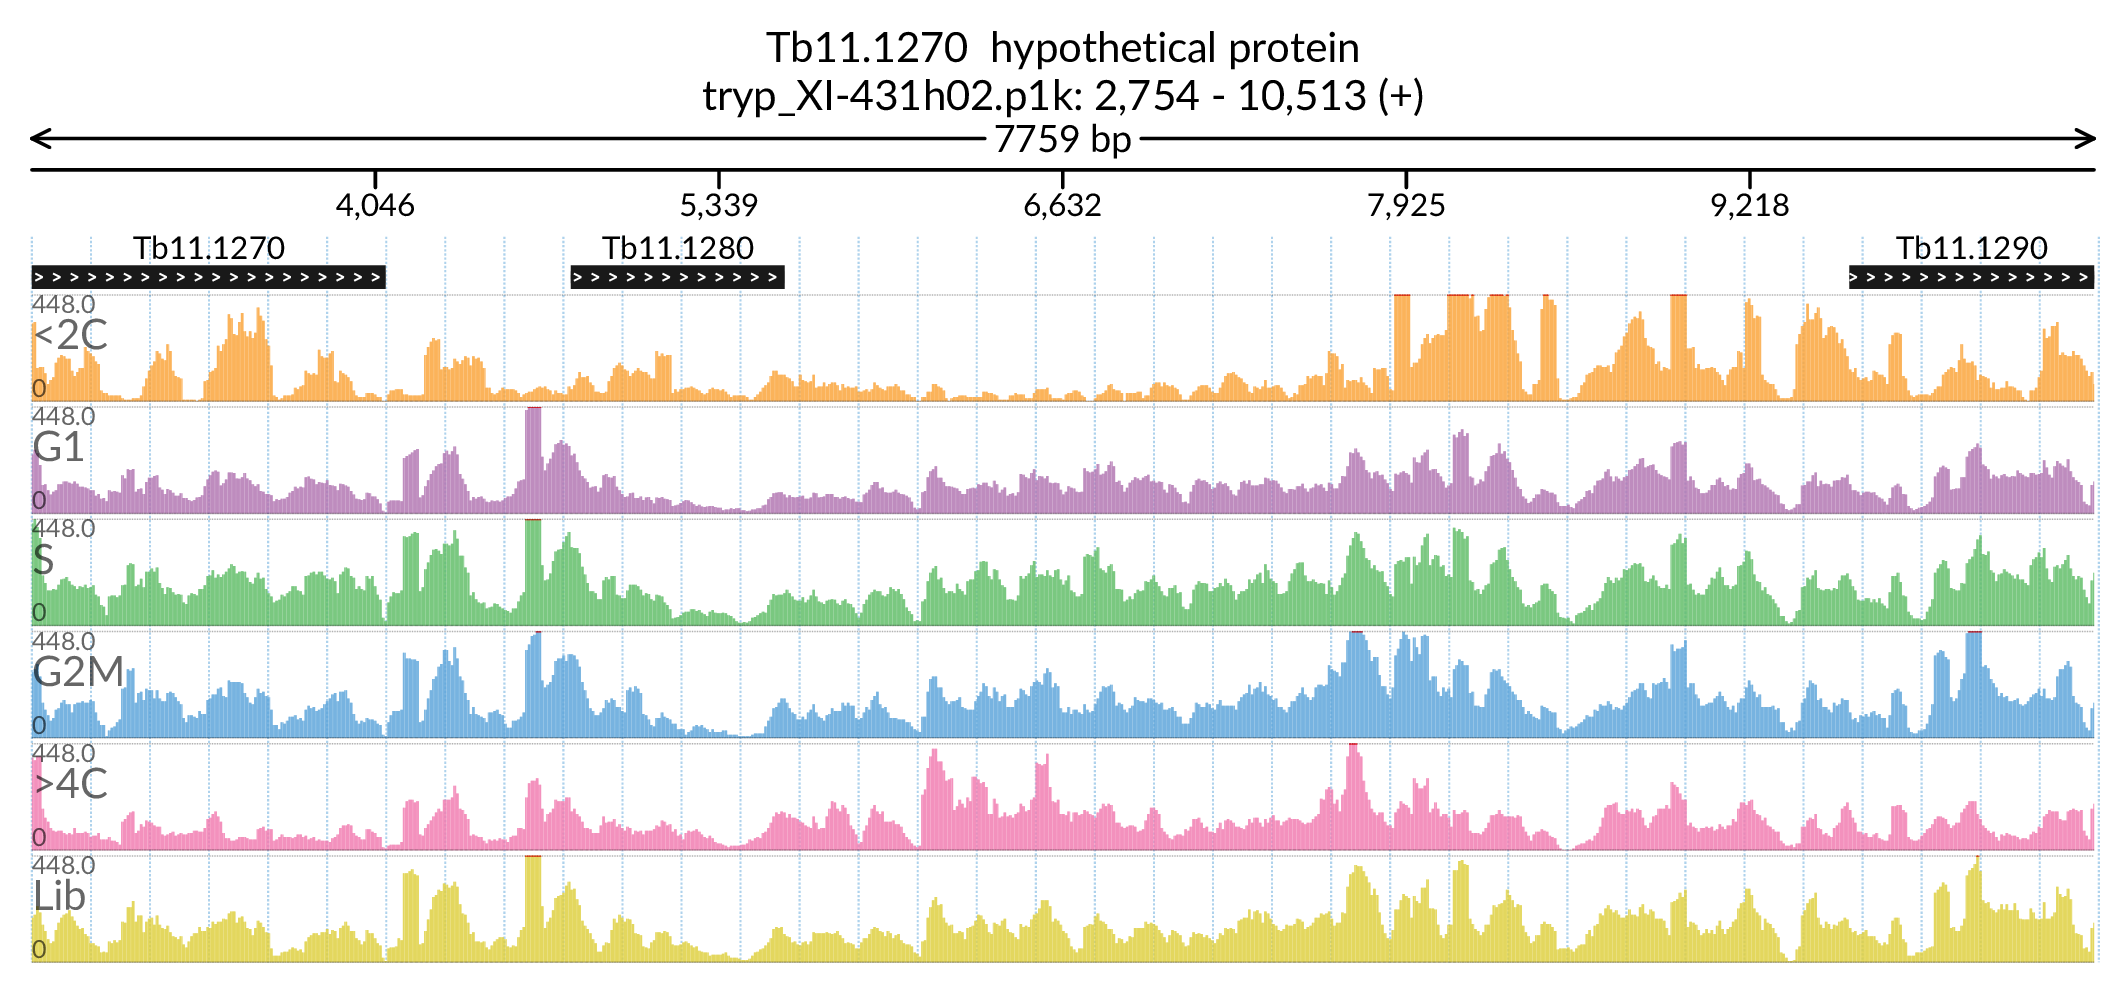 Tb11.1270  hypothetical protein
tryp_XI-431h02.p1k: 2,754 - 10,513 (+)
7759 bp
4,046 5,339 6,632 7,925 9,218
Tb11.1270 Tb11.1280 Tb11.1290
448.0
<2C
0
448.0
G1
0
448.0
S
0
448.0
G2M
0
448.0
>4C
0
448.0
Lib
0